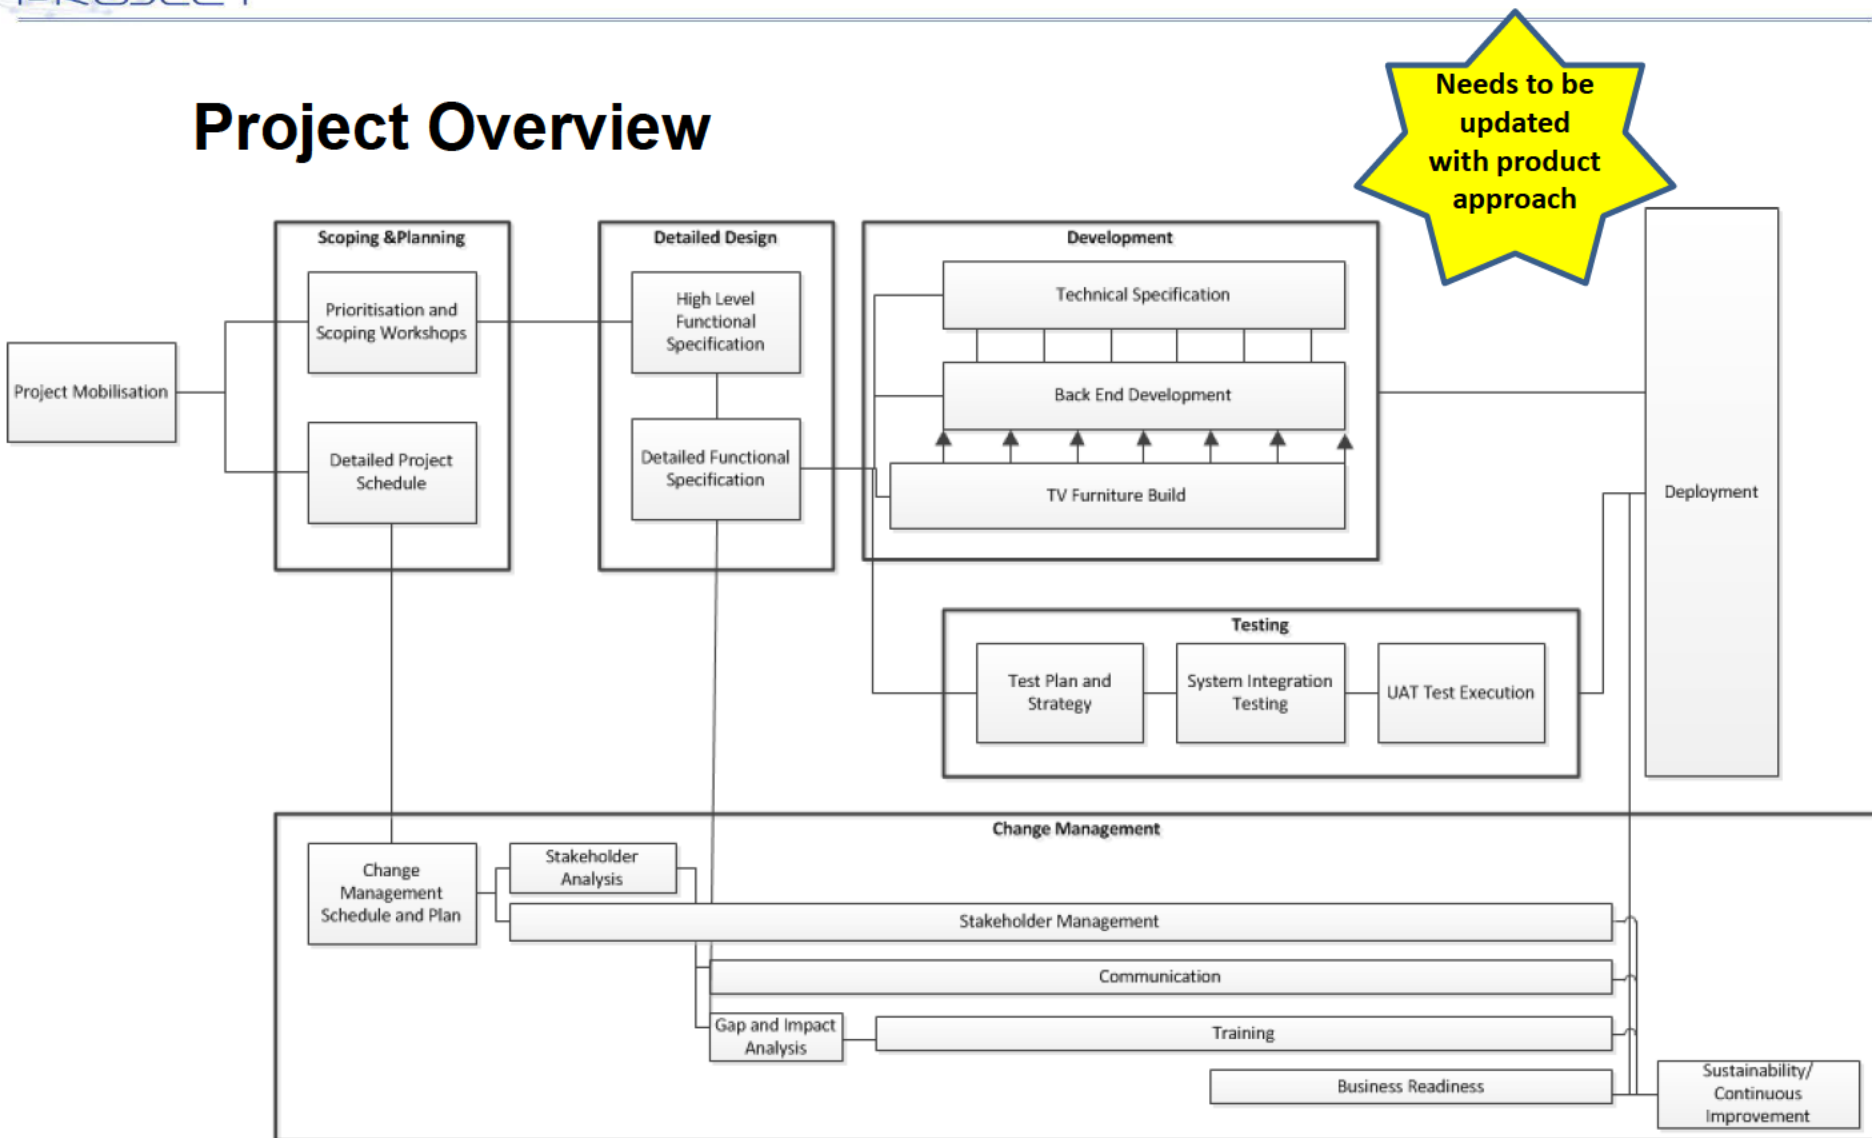 PROJECT
Project Overview
Needs to be
updated
with product
approach
Scoping &Planning
Prioritisation and
Scoping Workshops
Detailed Project
Schedule
Project Mobilisation
Detailed Design
High Level
Functional
Specification
Detailed Functional
Specification
Development
Technical Specification
Back End Development
TV Furniture Build
Deployment
Testing
Test Plan and
Strategy
System Integration
Testing
UAT Test Execution
Change Management
Change
Management
Schedule and Plan
Stakeholder
Analysis
Stakeholder Management
Communication
Gap and Impact
Analysis
Training
Business Readiness
Sustainability/
Continuous
Improvement